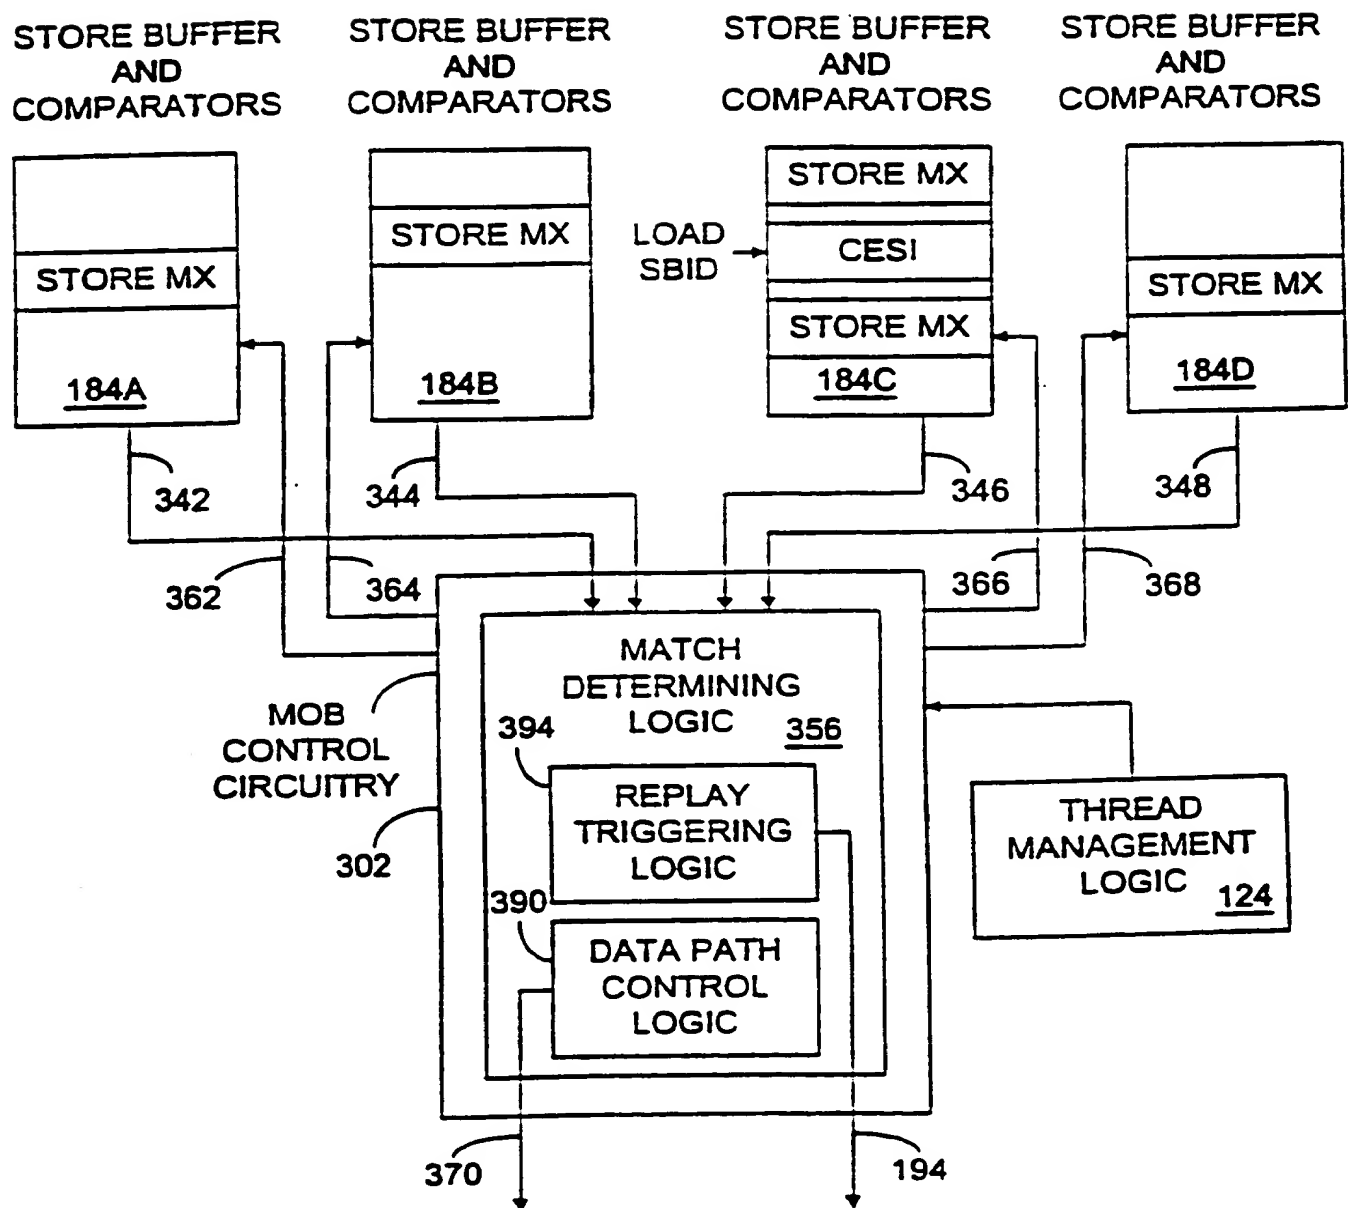 STORE BUFFER
AND
COMPARATORS
STORE BUFFER
AND
COMPARATORS
STORE BUFFER
AND
COMPARATORS
STORE BUFFER
AND
COMPARATORS
STORE MX
184A
STORE MX
184B
LOAD
SBID
STORE MX
CESI
STORE MX
184C
STORE MX
184D
342
344
346
348
362
364
366
368
MOB
CONTROL
CIRCUITRY
302
MATCH
DETERMINING
LOGIC
356
394
REPLAY
TRIGGERING
LOGIC
390
DATA PATH
CONTROL
LOGIC
THREAD
MANAGEMENT
LOGIC
124
370
194